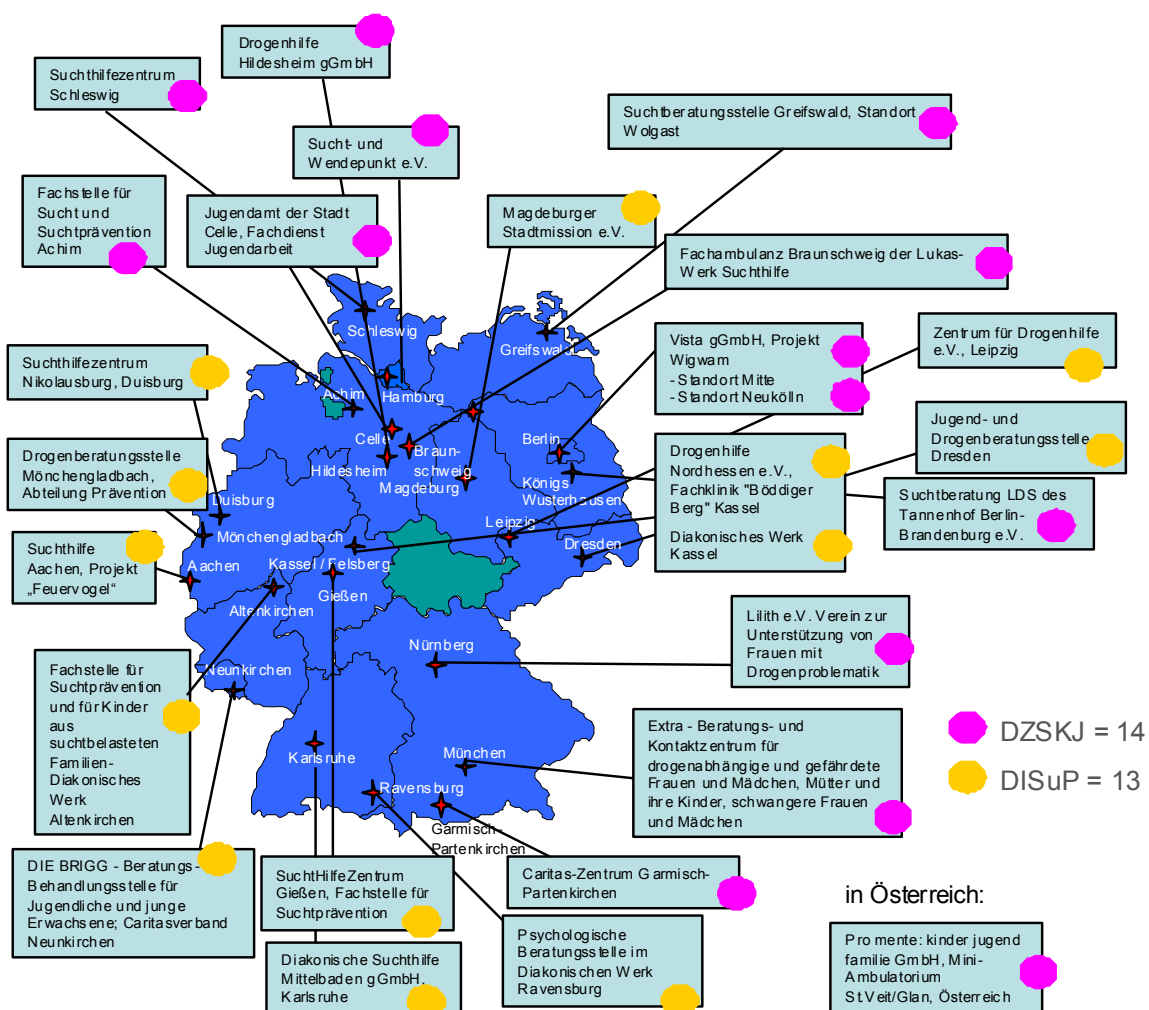 Drogenhilfe
Hildesheim gGmbH
Suchthilfezentrum
Schleswig
Sucht- und
Wendepunkt e.V.
Suchtberatungsstelle Greifswald, Standort
Wolgast
Fachstelle für
Sucht und
Suchtprävention
Achim
Jugendamt der Stadt
Celle, Fachdienst
Jugendarbeit
Magdeburger
Stadtmission e.V.
Fachambulanz Braunschweig der Lukas-
Werk Suchthilfe
Suchthilfezentrum
Nikolausburg, Duisburg
Vista gGmbH, Projekt
Wigwam
-Standort Mitte
-Standort Neukölln
Zentrum für Drogenhilfe
e.V., Leipzig
Drogenberatungsstelle
Mönchengladbach,
Abteilung Prävention
Drogenhilfe
Nordhessen e.V.,
Fachklinik "Böddiger
Berg" Kassel
Diakonisches Werk
Kassel
Jugend- und
Drogenberatungsstelle
Dresden
Suchtberatung LDS des
Tannenhof Berlin-
Brandenburg e.V.
Suchthilfe
Aachen, Projekt
„Feuervogel“
Schleswig
Greifswald
Hamburg
Achim
Celle
Hildesheim
Braun-
schweig
Magdeburg
Berlin
Königs
Wusterhausen
Duisburg
Mönchengladbach
Leipzig
Dresden
Aachen
Kassel / Felsberg
Gießen
Altenkirchen
Nürnberg
Neunkirchen
Karlsruhe
München
Ravensburg
Garmisch-
Partenkirchen
Lilith e.V. Verein zur
Unterstützung von
Frauen mit
Drogenproblematik
Fachstelle für
Suchtprävention
und für Kinder
aus
suchtbelasteten
Familien-
Diakonisches
Werk
Altenkirchen
Extra - Beratungs- und
Kontaktzentrum für
drogenabhängige und gefährdete
Frauen und Mädchen, Mütter und
ihre Kinder, schwangere Frauen
und Mädchen
DZSKJ = 14
DISuP = 13
DIE BRIGG - Beratungs -
Behandlungsstelle für
Jugendliche und junge
Erwachsene; Caritasverband
Neunkirchen
SuchtHilfeZentrum
Gießen, Fachstelle für
Suchtprävention
Caritas-Zentrum Garmisch-
Partenkirchen
Diakonische Suchthilfe
Mittelbaden gGmbH,
Karlsruhe
Psychologische
Beratungsstelle im
Diakonischen Werk
Ravensburg
in Österreich:
Pro mente: kinder jugend
familie GmbH, Mini-
Ambulatorium
St.Veit/Glan, Österreich